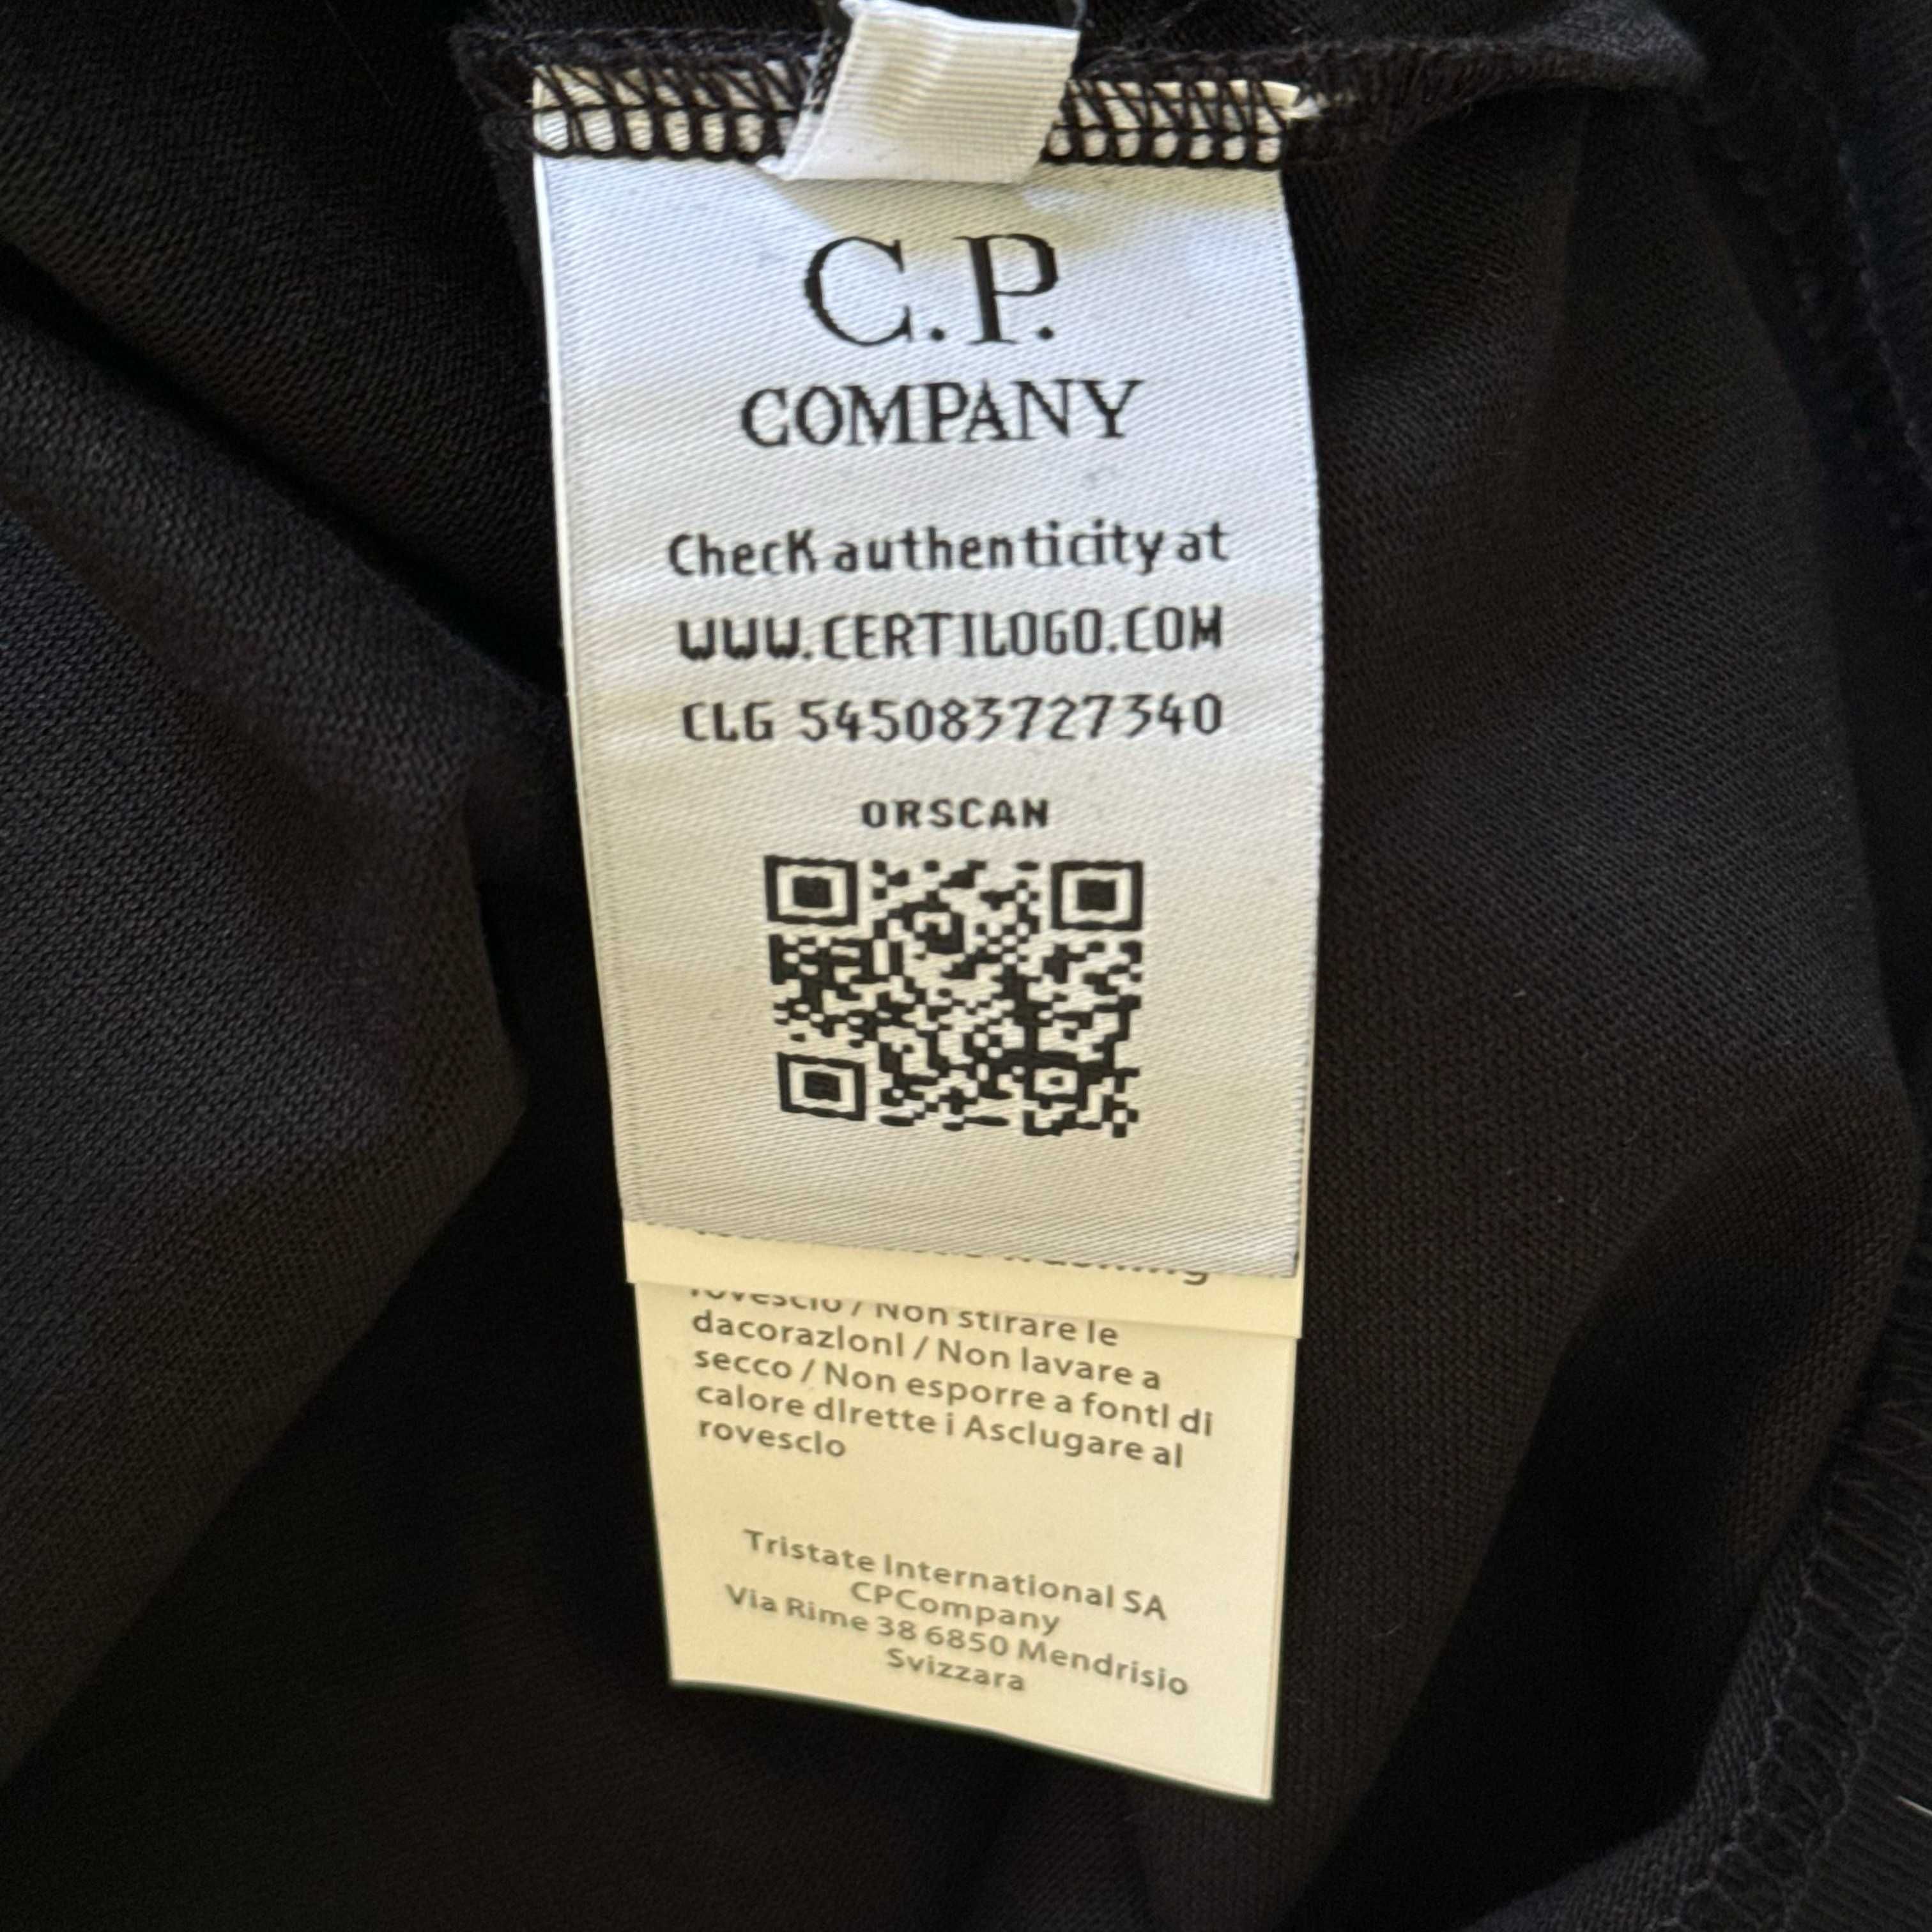 C.P.
COMPANY
Check authenticity at
WWW.CERTILOGO.COM
CLG 545083727340
ORSCAN
rovescio / Non stirare le
dacorazlonl / Non lavare a
secco / Non esporre a fontl di
calore dlrette i Asclugare al
rovesclo
Tristate International SA
CPCompany
Via Rime 38 6850 Mendrisio
Svizzara